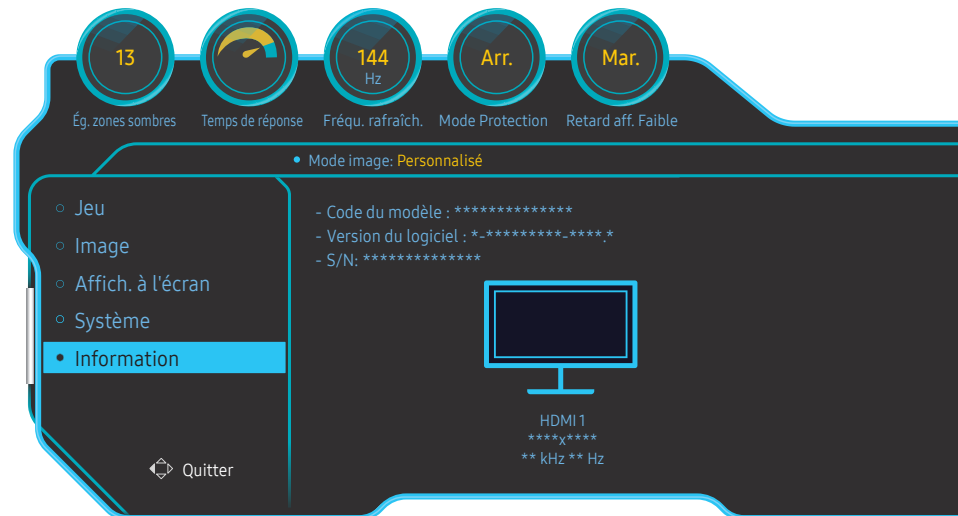 13
144
Hz
Arr.
Mar.
Ég. zones sombres
Temps de réponse
Fréqu. rafraîch.
Mode Protection
Retard aff. Faible
Mode image: Personnalisé
Jeu
Image
Affich. à l'écran
Système
Information
Quitter
- Code du modèle : **************
- Version du logiciel : *-*********-****.*
- S/N: **************
HDMI 1
****x****
** kHz ** Hz